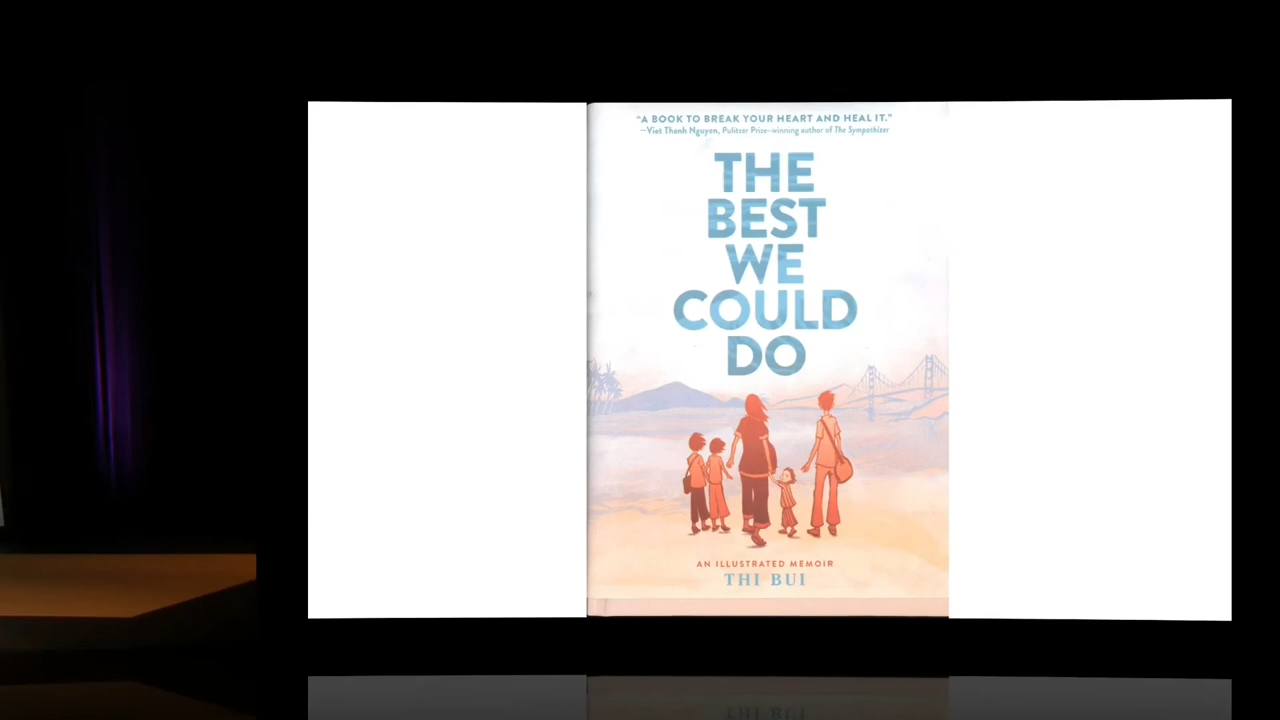 “A BOOK TO BREAK YOUR HEART AND HEAL IT.”
—Viet Thanh Nguyen, Pulitzer Prize–winning author of The Sympathizer
THE
BEST
WE
COULD
DO
AN ILLUSTRATED MEMOIR
THI BUI